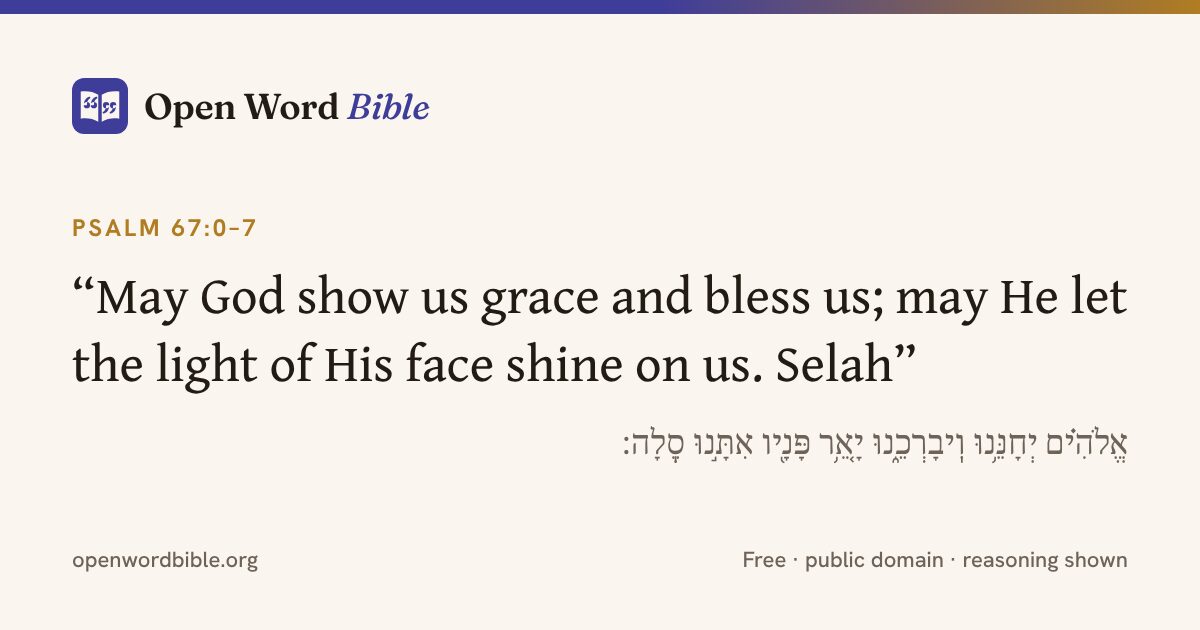 Open Word Bible
PSALM 67:0–7
“May God show us grace and bless us; may He let
the light of His face shine on us. Selah”
אֱלֹהִ֗ים יְחׇנֵּ֥נוּ וִיבָרְכֵ֑נוּ יָ֤אֵ֥ר פָּנָ֖יו אִתָּ֣נוּ סֶֽלָה׃
openwordbible.org
Free · public domain · reasoning shown